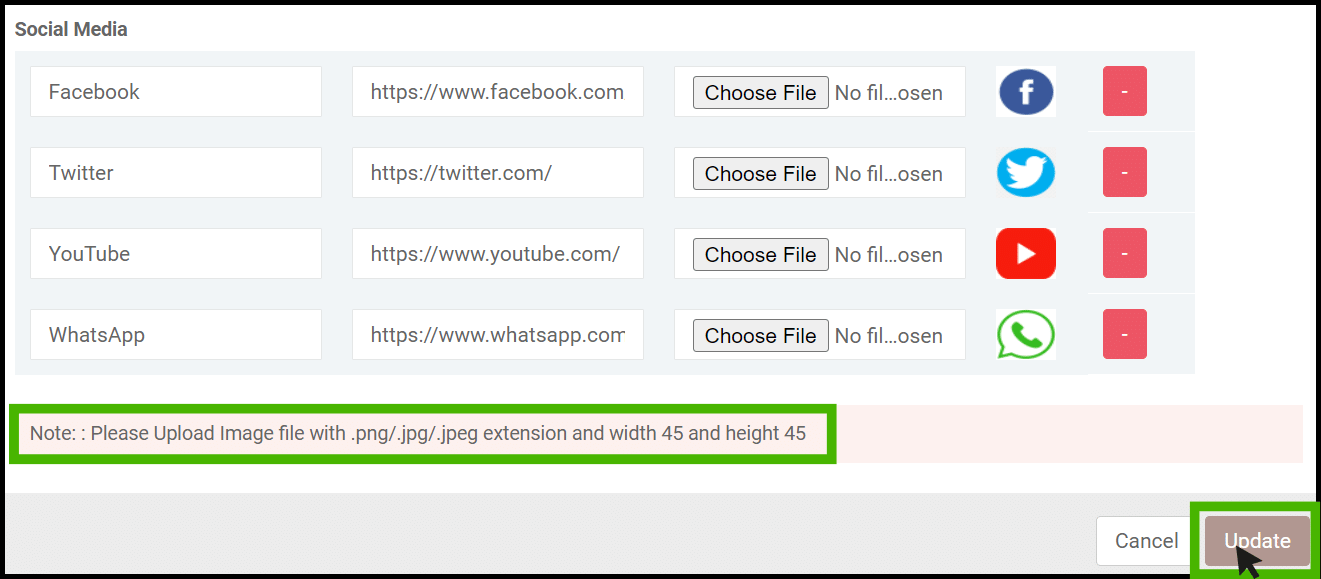 Social Media
Facebook https://www.facebook.com Choose File No fil...osen -
Twitter https://twitter.com/ Choose File No fil...osen -
YouTube https://www.youtube.com/ Choose File No fil...osen -
WhatsApp https://www.whatsapp.com Choose File No fil...osen -
Note: : Please Upload Image file with .png/.jpg/.jpeg extension and width 45 and height 45
Cancel Update